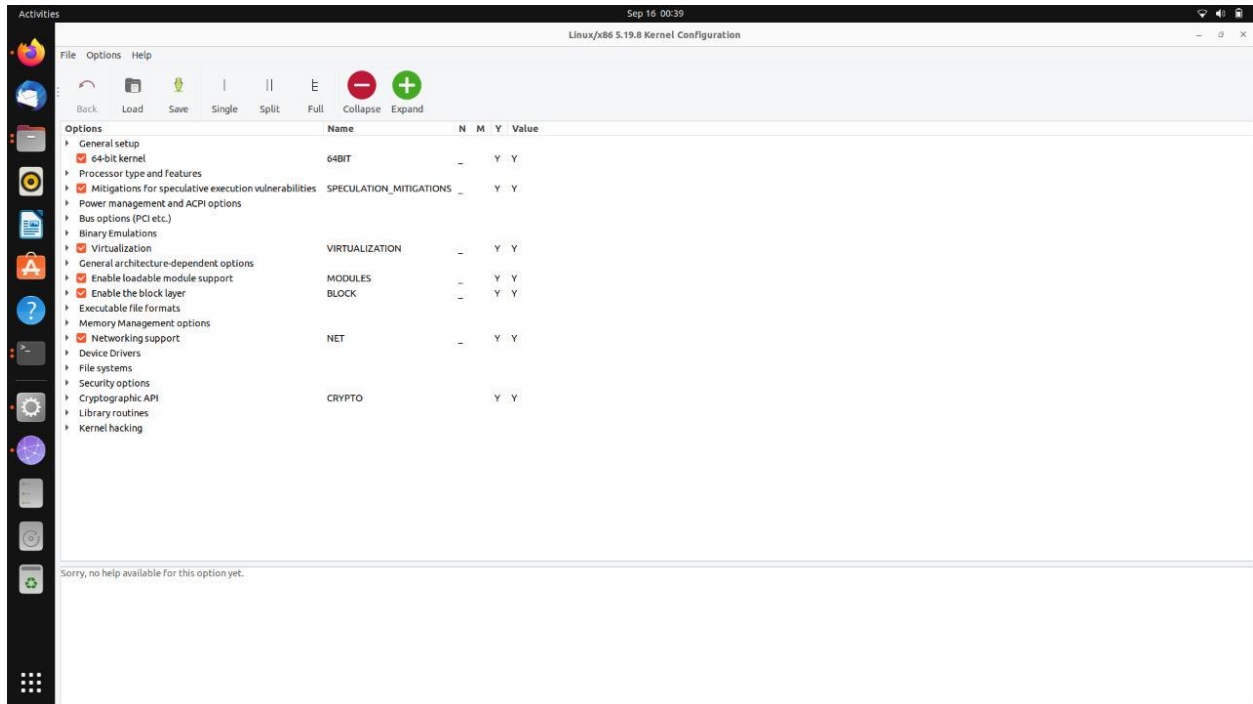 Activities Sep 16 00:39
Linux/x86 5.19.8 Kernel Configuration
File Options Help
Back Load Save Single Split Full Collapse Expand
Options Name N M Y Value
General setup
64-bit kernel 64BIT _ Y Y
Processor type and features
Mitigations for speculative execution vulnerabilities SPECULATION_MITIGATIONS _ Y Y
Power management and ACPI options
Bus options (PCI etc.)
Binary Emulations
Virtualization VIRTUALIZATION _ Y Y
General architecture-dependent options
Enable loadable module support MODULES _ Y Y
Enable the block layer BLOCK _ Y Y
Executable file formats
Memory Management options
Networking support NET _ Y Y
Device Drivers
File systems
Security options
Cryptographic API CRYPTO Y Y
Library routines
Kernel hacking
Sorry, no help available for this option yet.